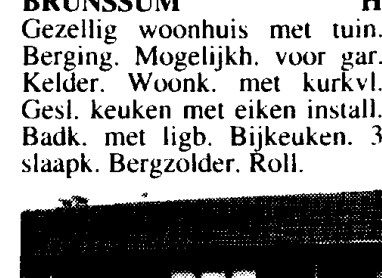 BRUNSSUM H
Gezellig woonhuis met tuin.
Berging. Mogelijkh. voor gar.
Kelder. Woonk. met kurkvl.
Gesl. keuken met eiken install.
Badk. met ligb. Bijkeuken. 3
slaapk. Bergzolder. Roll.